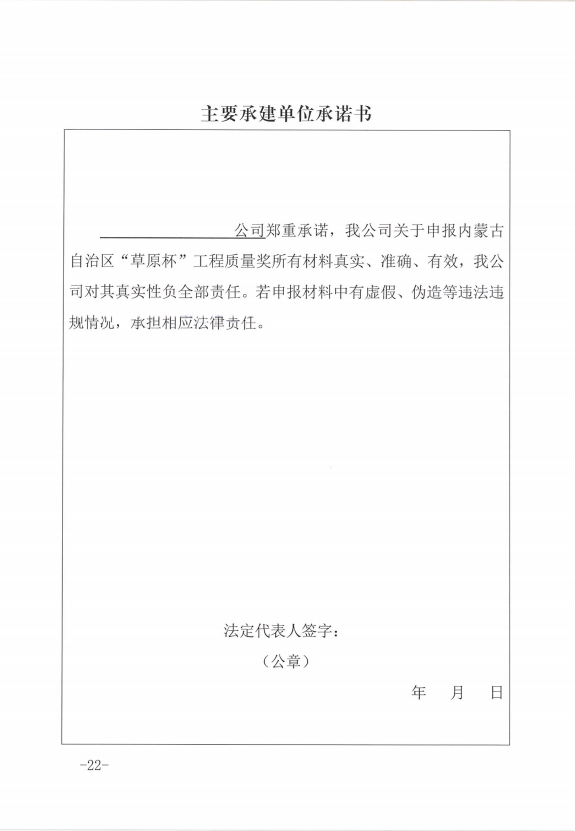 主要承建单位承诺书
公司郑重承诺，我公司关于申报内蒙古
自治区“草原杯”工程质量奖所有材料真实、准确、有效，我公
司对其真实性负全部责任。若申报材料中有虚假、伪造等违法违
规情况，承担相应法律责任。
法定代表人签字：
（公章）
年 月 日
-22-